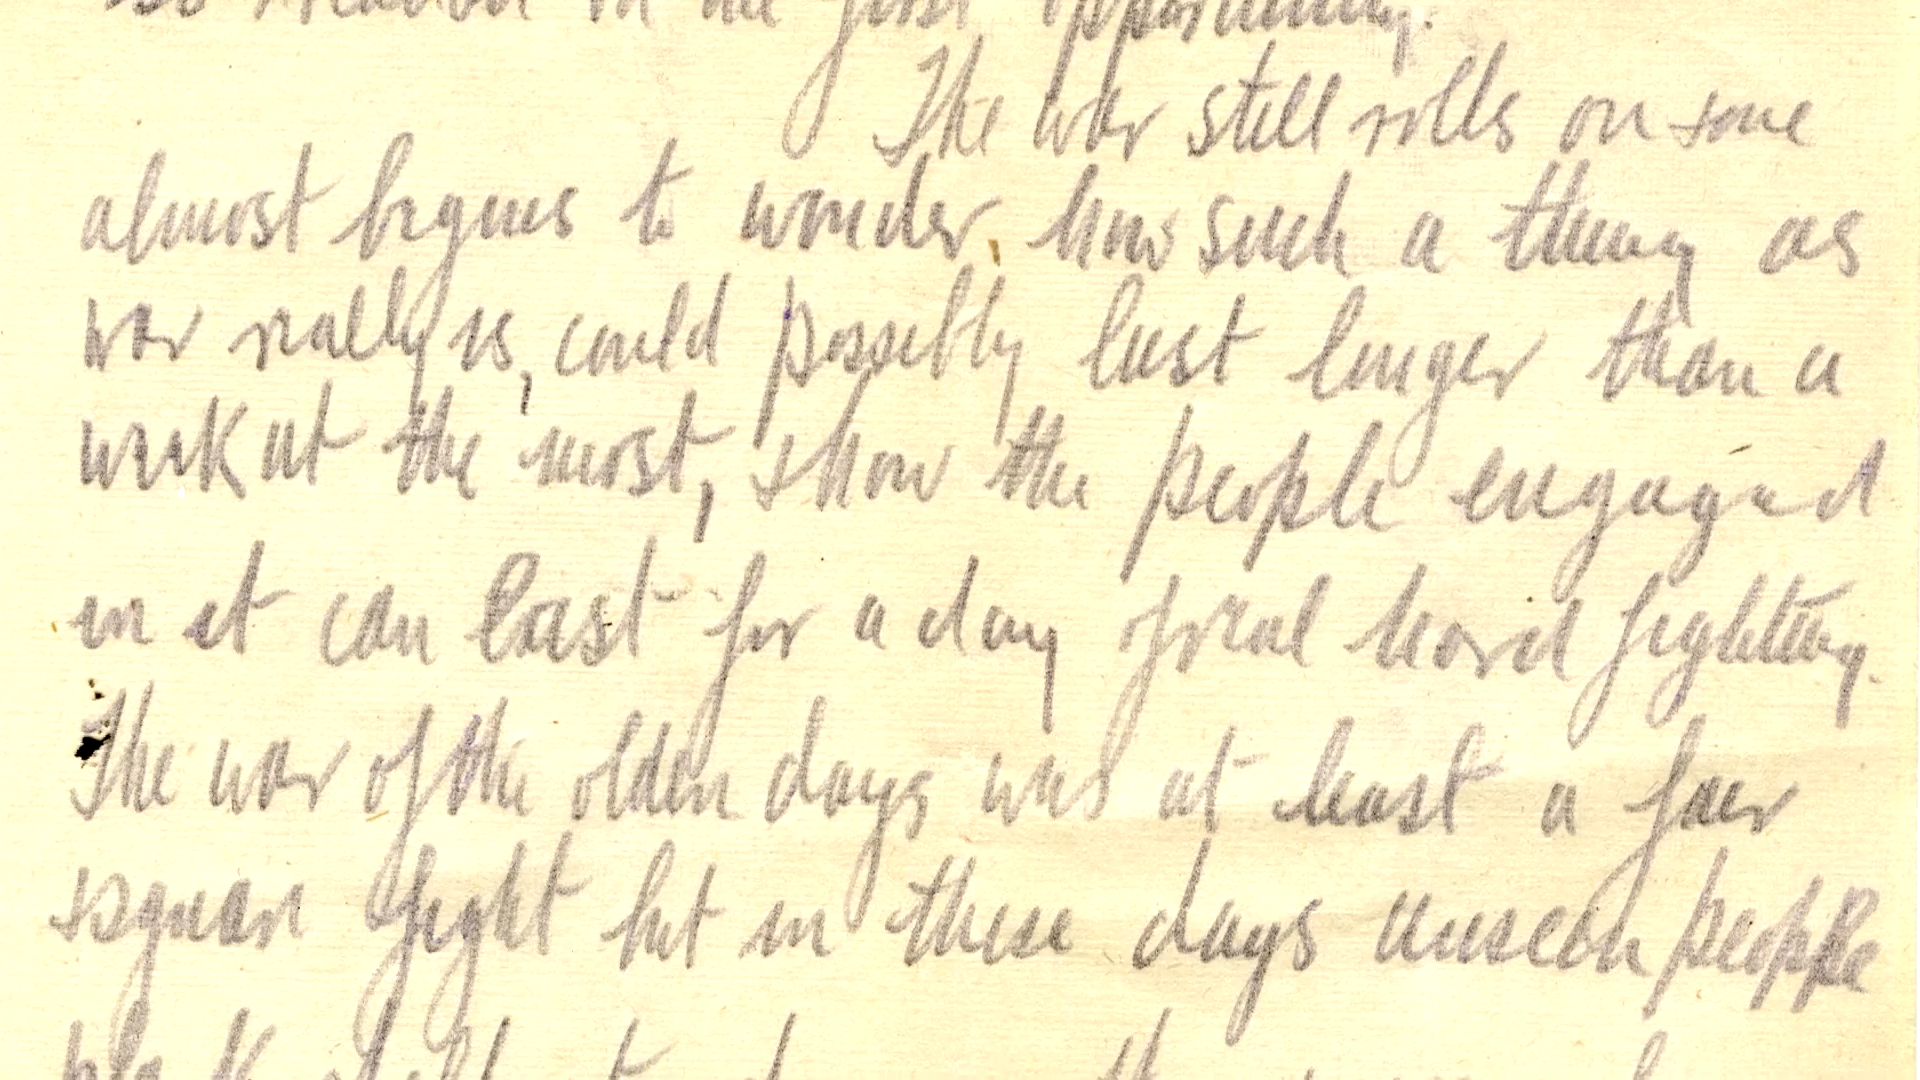 the first opportunity.
The war still rolls on & one
almost begins to wonder, how such a thing as
war really is, could possibly last longer than a
week at the most, & how the people engaged
in it can last for a day of real hard fighting.
The war of the olden days was at least a fair
& square fight but in these days unseen people